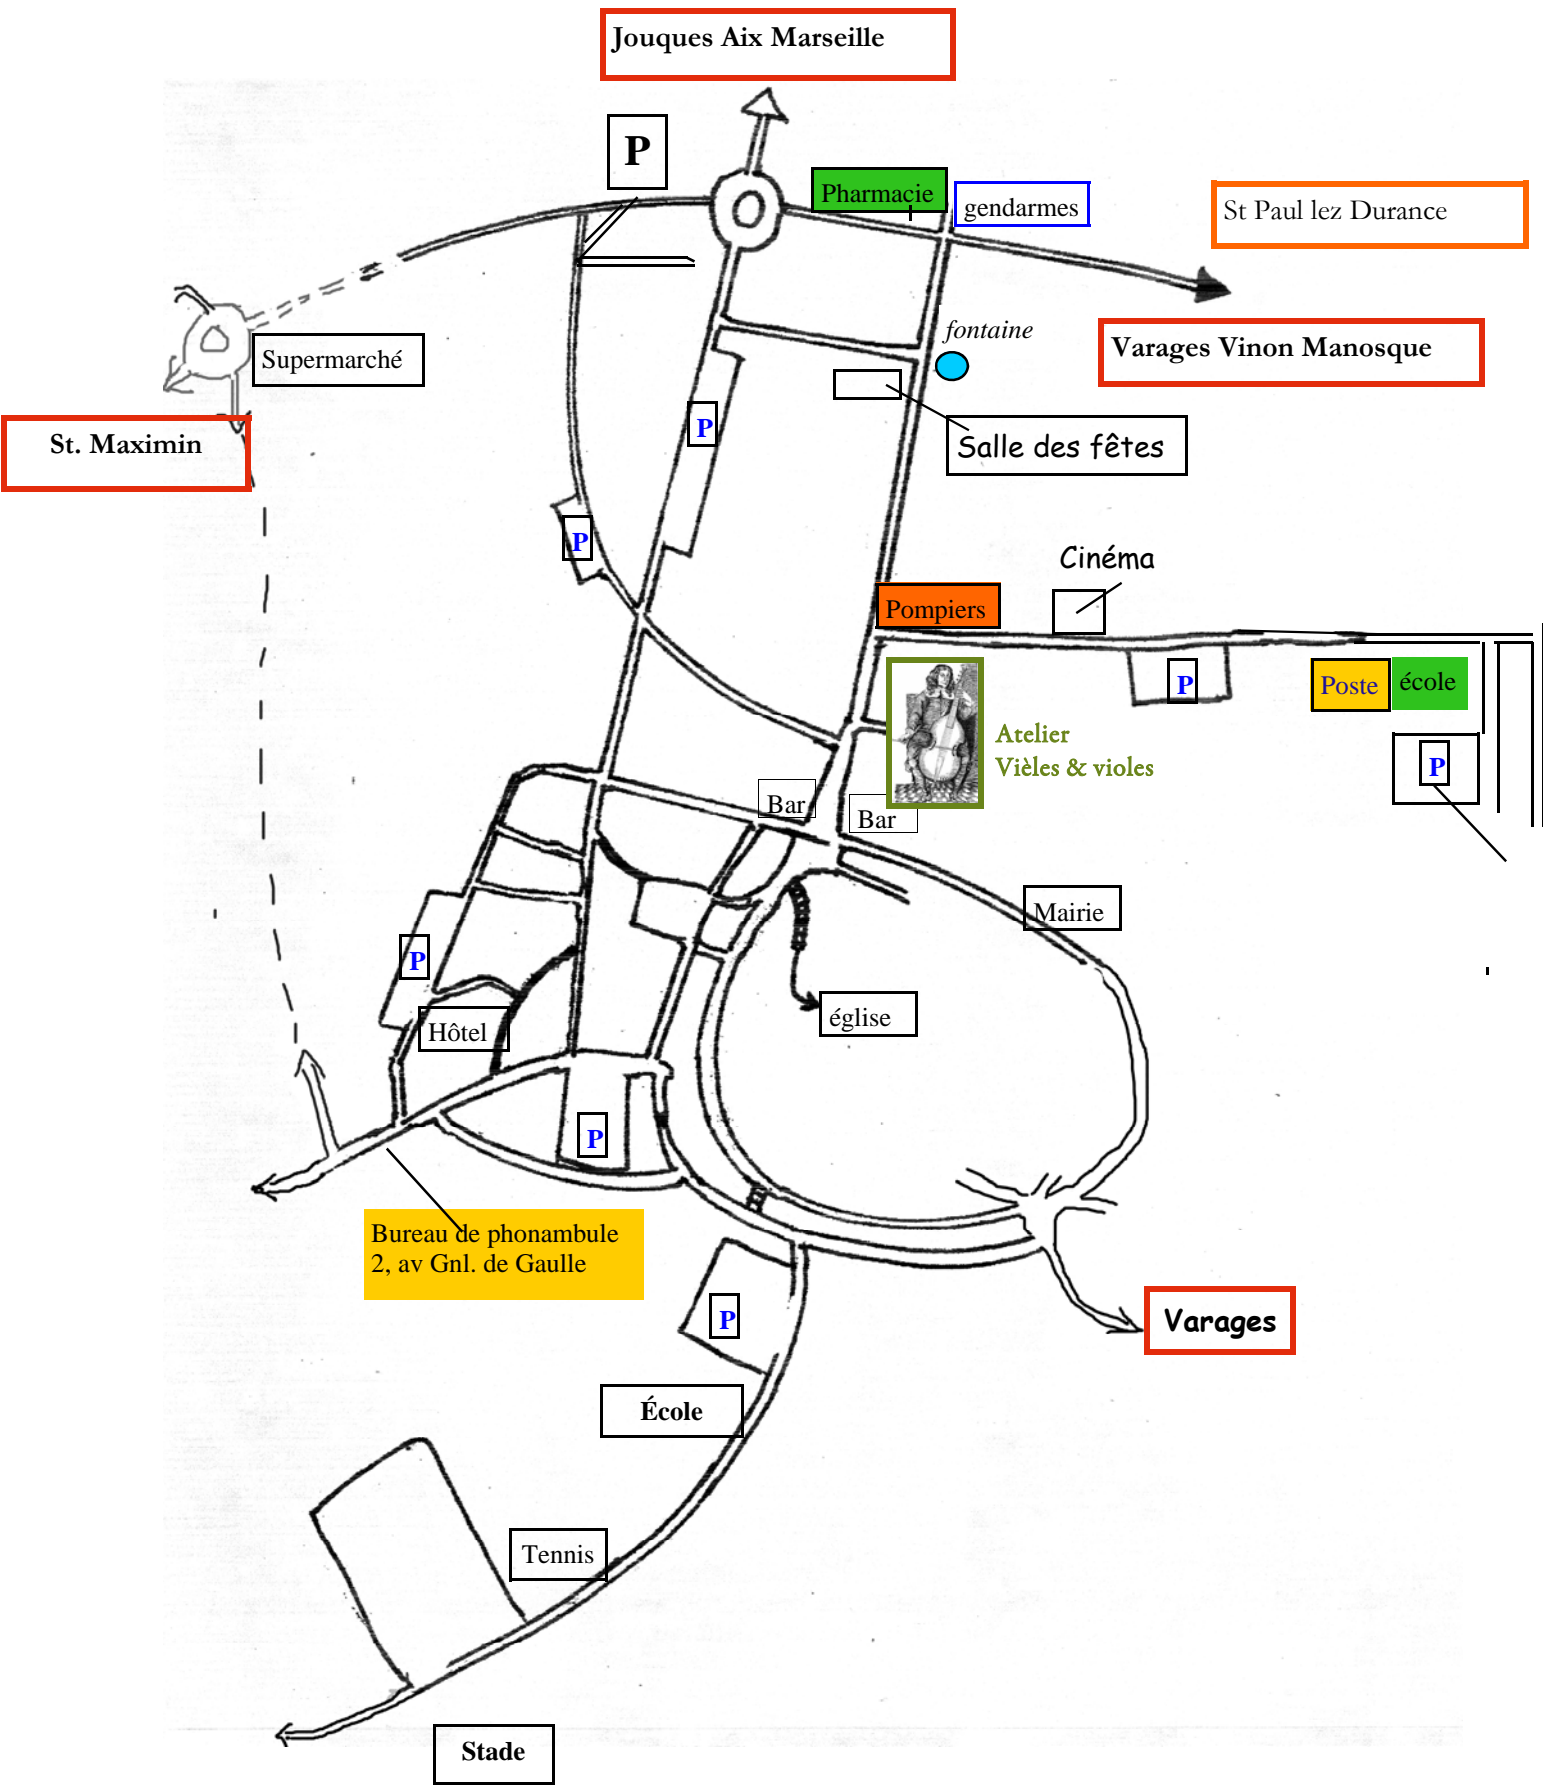 Jouques Aix Marseille
P
Pharmacie
gendarmes
St Paul lez Durance
fontaine
Varages Vinon Manosque
Supermarché
St. Maximin
P
Salle des fêtes
P
Cinéma
Pompiers
P
Poste
école
Atelier
Vièles & violes
P
Bar
Bar
Mairie
P
église
Hôtel
P
Bureau de phonambule
2, av Gnl. de Gaulle
P
Varages
École
Tennis
Stade